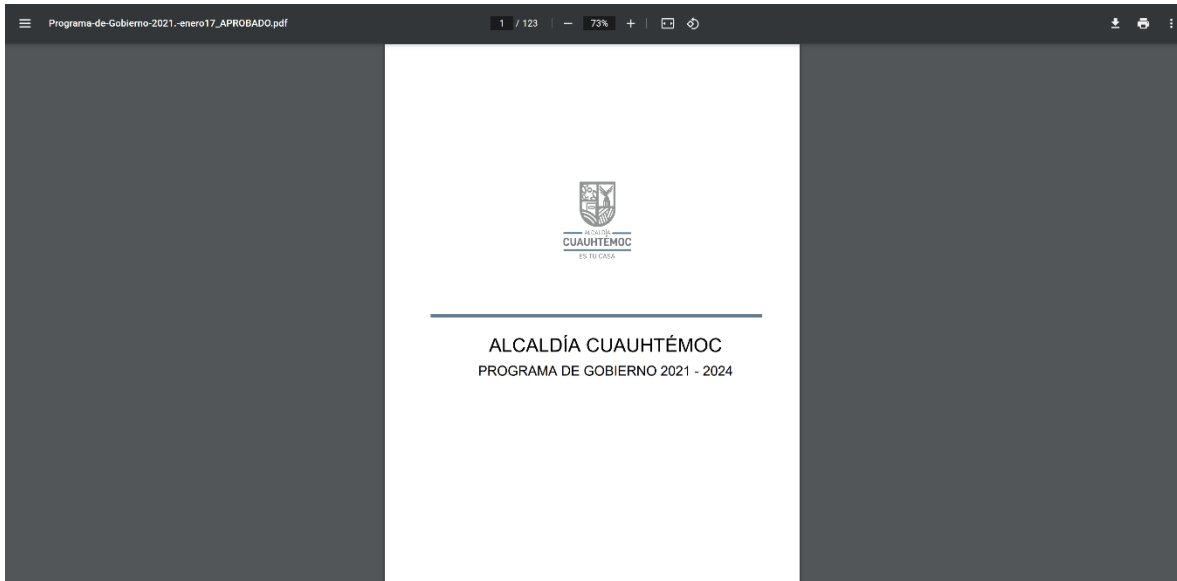 Programa-de-Gobierno-2021.-enero17_APROBADO.pdf
1 / 123
73%
ALCALDÍA
CUAUHTÉMOC
ES TU CASA
ALCALDÍA CUAUHTÉMOC
PROGRAMA DE GOBIERNO 2021 - 2024